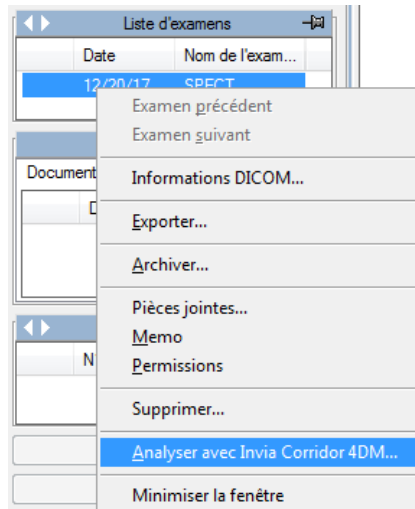 Liste d'examens
Date Nom de l'exam...
12/20/17 SPECT
Examen précédent
Examen suivant
Document
Informations DICOM...
Exporter...
Archiver...
Pièces jointes...
Memo
Permissions
Supprimer...
Analyser avec Invia Corridor 4DM...
Minimiser la fenêtre